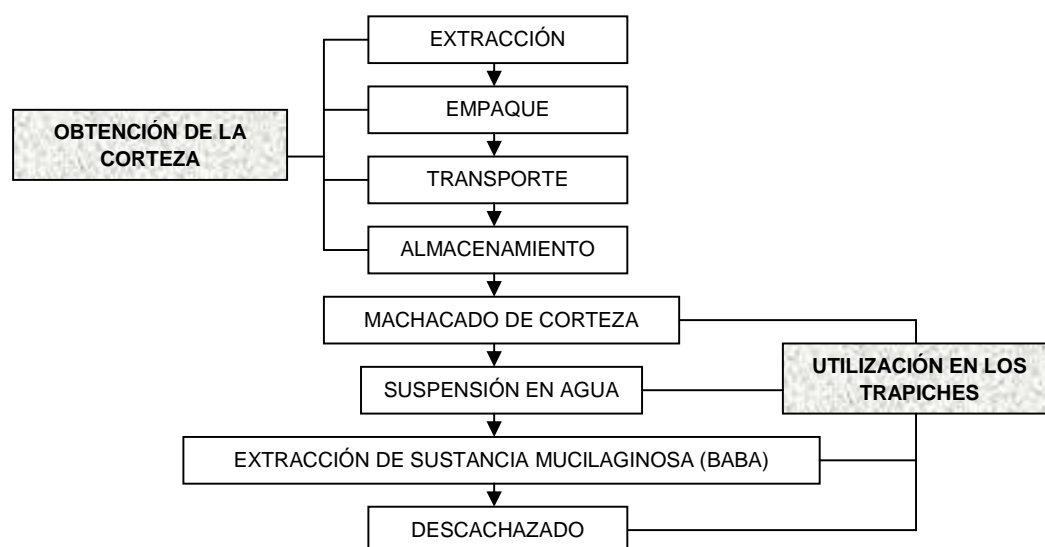 EXTRACCIÓN
EMPAQUE
OBTENCIÓN DE LA
CORTEZA
TRANSPORTE
ALMACENAMIENTO
MACHACADO DE CORTEZA
UTILIZACIÓN EN LOS
TRAPICHES
SUSPENSIÓN EN AGUA
EXTRACCIÓN DE SUSTANCIA MUCILAGINOSA (BABA)
DESCACHAZADO